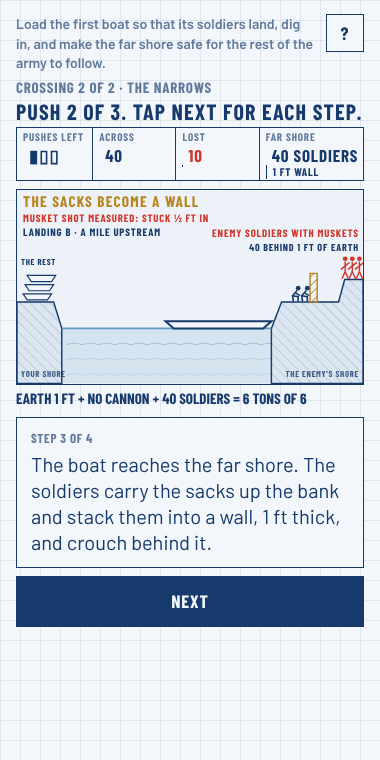 Load the first boat so that its soldiers land, dig
in, and make the far shore safe for the rest of the
army to follow.
?
CROSSING 2 OF 2 · THE NARROWS
PUSH 2 OF 3. TAP NEXT FOR EACH STEP.
PUSHES LEFT
ACROSS
40
LOST
10
FAR SHORE
40 SOLDIERS
1 FT WALL
THE SACKS BECOME A WALL
MUSKET SHOT MEASURED: STUCK ½ FT IN
LANDING B · A MILE UPSTREAM
ENEMY SOLDIERS WITH MUSKETS
40 BEHIND 1 FT OF EARTH
THE REST
YOUR SHORE
THE ENEMY'S SHORE
EARTH 1 FT + NO CANNON + 40 SOLDIERS = 6 TONS OF 6
STEP 3 OF 4
The boat reaches the far shore. The
soldiers carry the sacks up the bank
and stack them into a wall, 1 ft thick,
and crouch behind it.
NEXT